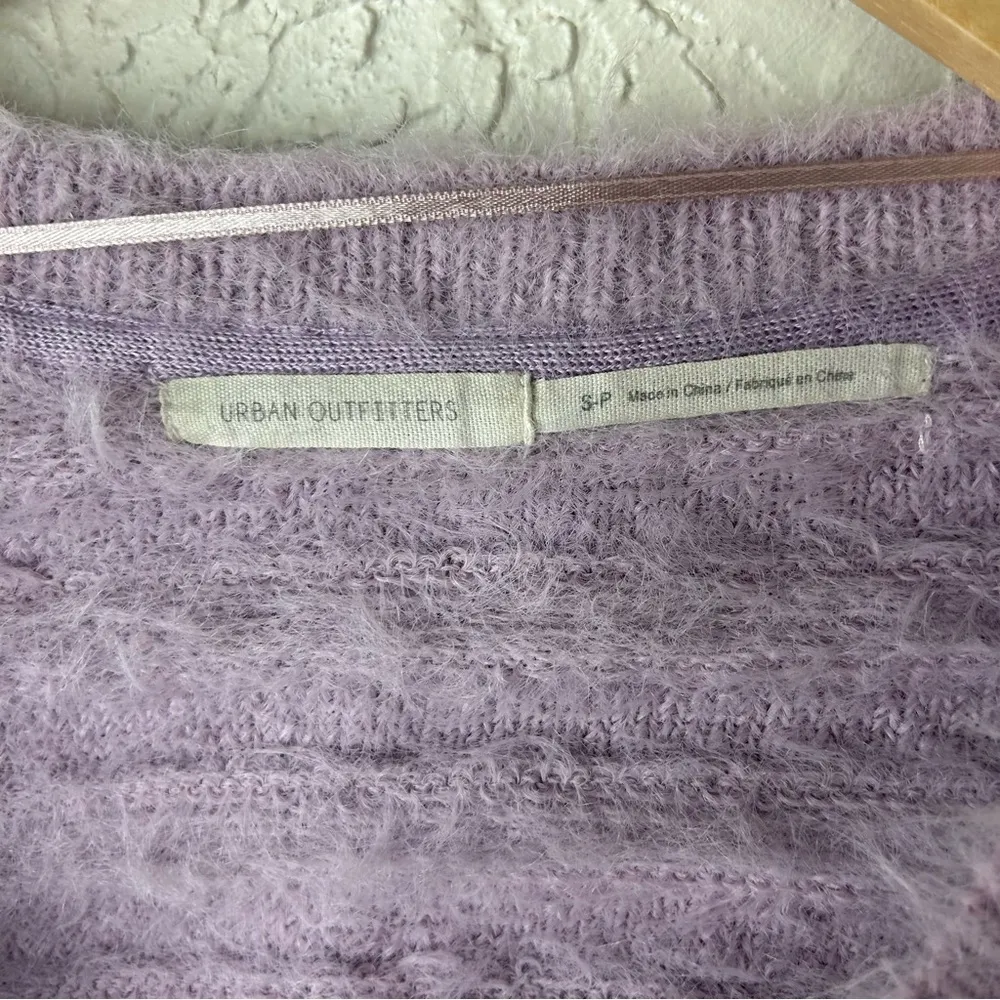 URBAN OUTFITTERS
S-P Made in China / Fabriqué en Chine